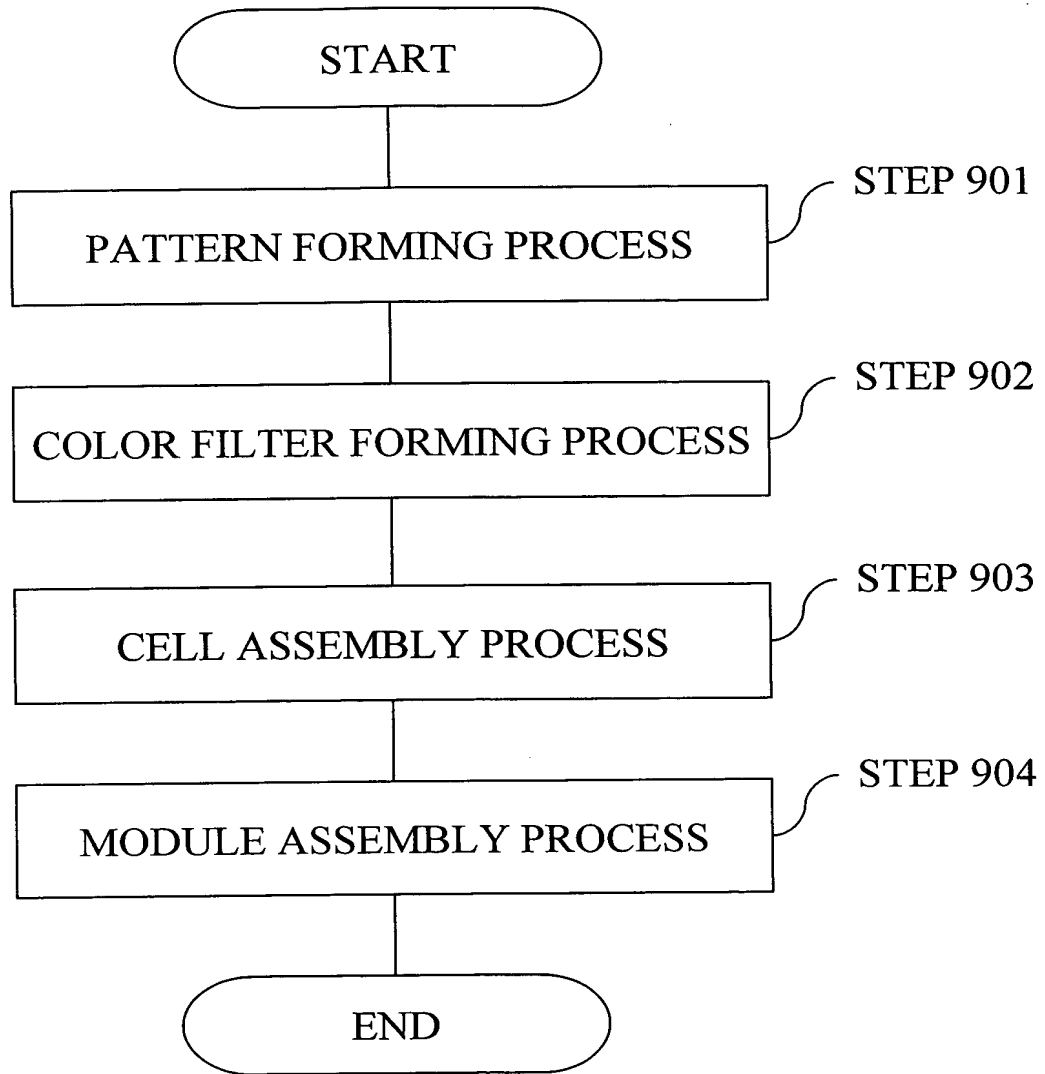 START
STEP 901
PATTERN FORMING PROCESS
STEP 902
COLOR FILTER FORMING PROCESS
STEP 903
CELL ASSEMBLY PROCESS
STEP 904
MODULE ASSEMBLY PROCESS
END